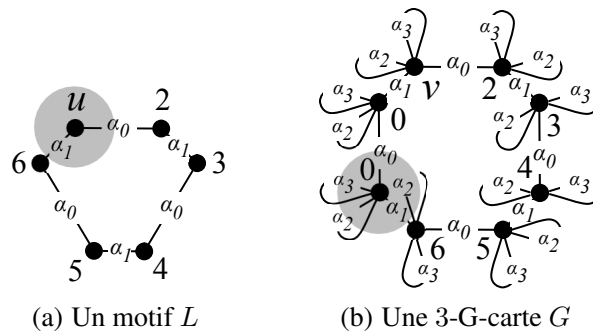 u α₀ 2
α₁ α₁
6 3
α₀ α₀
5 α₁ 4
(a) Un motif L
α₃ α₃
α₂ α₀ α₂
α₁ v 2 α₁
α₃ α₃
α₂ 0 3 α₂
α₀ α₀
0 α₂ 4
α₃ α₂ α₃
α₂ α₁ α₁
α₀ α₂
6 5
α₃ α₃
(b) Une 3-G-carte G